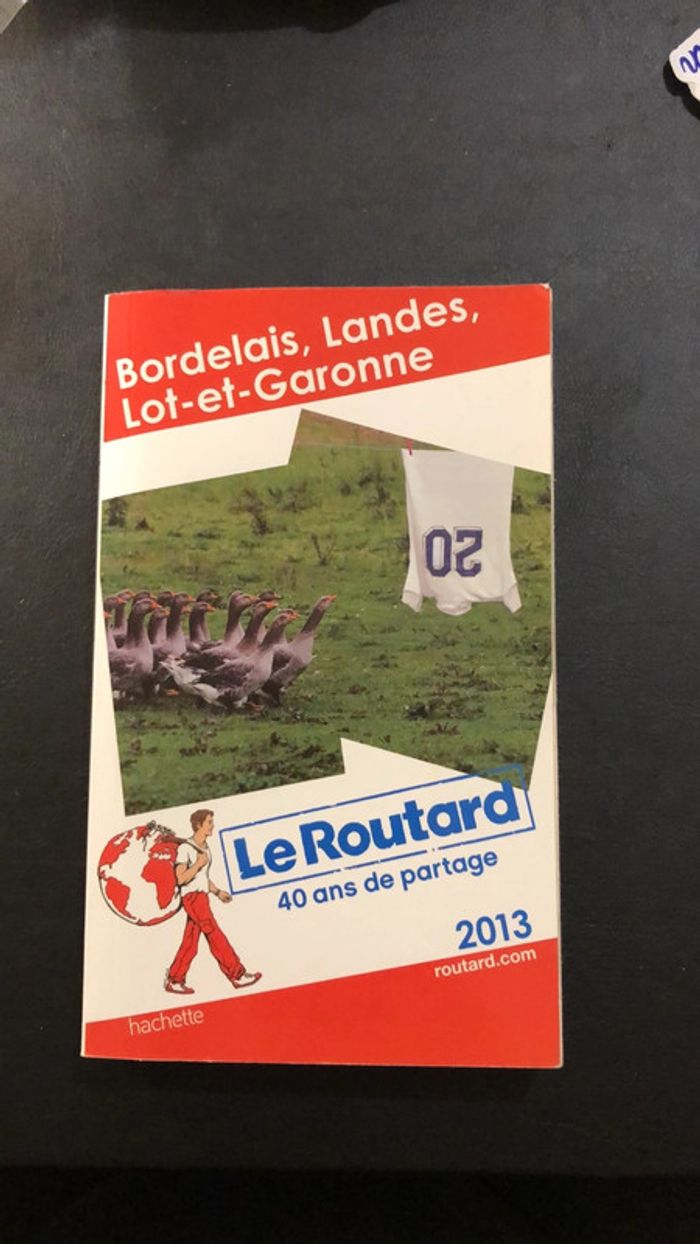 Bordelais, Landes,
Lot-et-Garonne
20
Le Routard
40 ans de partage
2013
routard.com
hachette